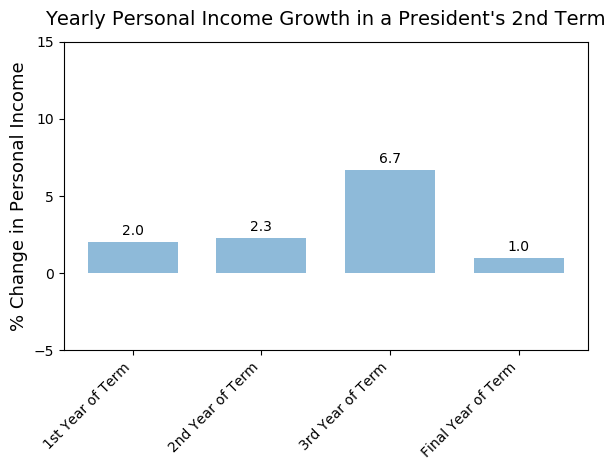 Yearly Personal Income Growth in a President's 2nd Term
% Change in Personal Income
15
10
5
0
−5
2.0
2.3
6.7
1.0
1st Year of Term
2nd Year of Term
3rd Year of Term
Final Year of Term